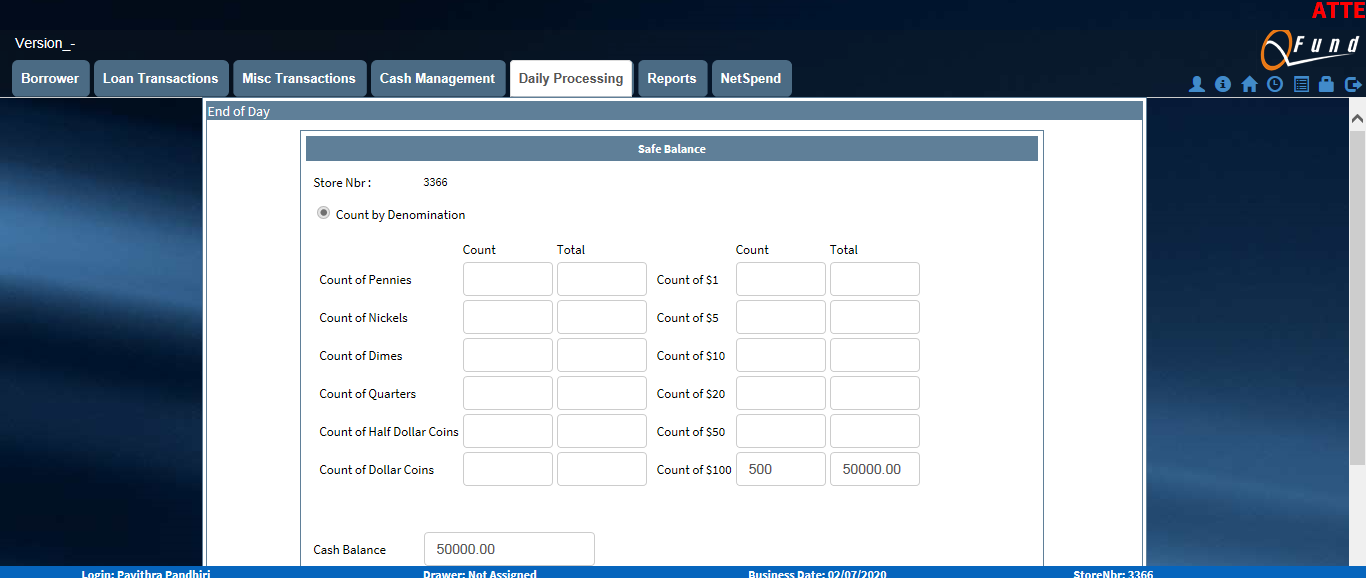 ATTE
Version_-
QFund
Borrower Loan Transactions Misc Transactions Cash Management Daily Processing Reports NetSpend
End of Day
Safe Balance
Store Nbr : 3366
Count by Denomination
Count Total Count Total
Count of Pennies Count of $1
Count of Nickels Count of $5
Count of Dimes Count of $10
Count of Quarters Count of $20
Count of Half Dollar Coins Count of $50
Count of Dollar Coins Count of $100 500 50000.00
Cash Balance 50000.00
Login: Pavithra Pandhiri Drawer: Not Assigned Business Date: 02/07/2020 StoreNbr: 3366